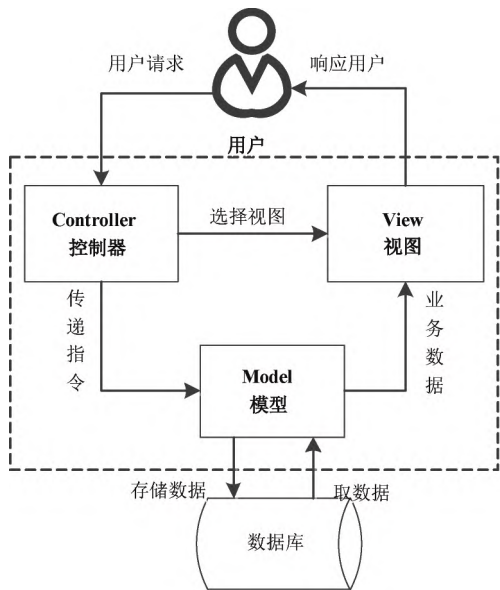 用户请求
响应用户
用户
Controller
控制器
选择视图
View
视图
传递指令
业务数据
Model
模型
存储数据
取数据
数据库